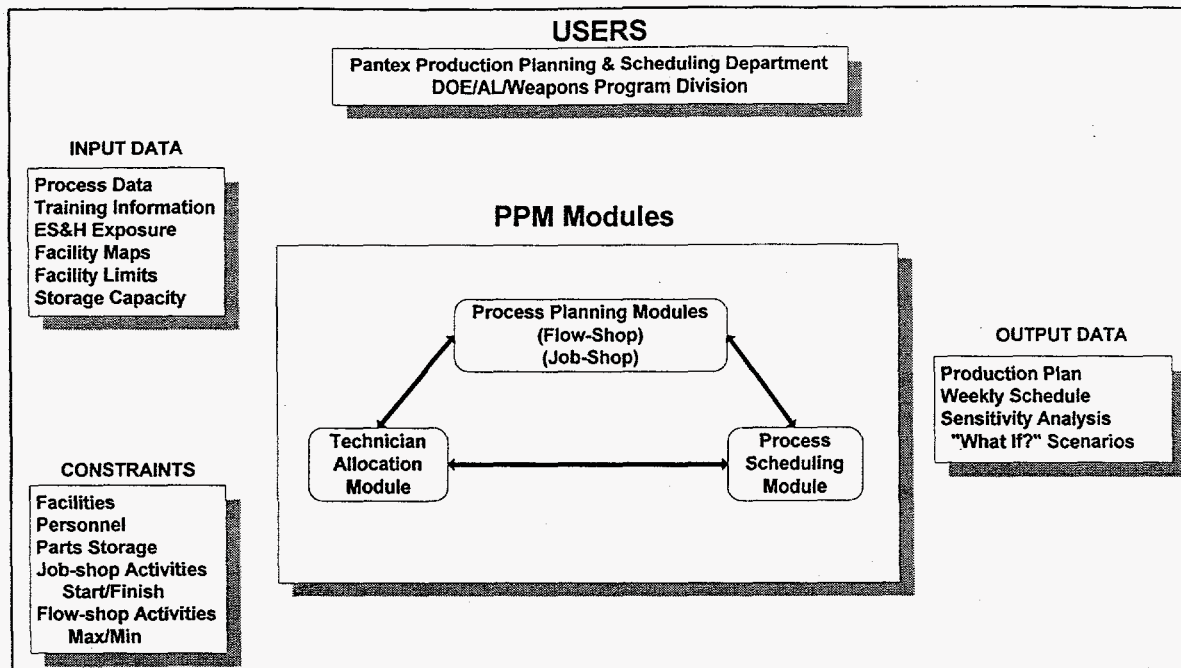 USERS
Pantex Production Planning & Scheduling Department
DOE/AL/Weapons Program Division
INPUT DATA
Process Data
Training Information
ES&H Exposure
Facility Maps
Facility Limits
Storage Capacity
CONSTRAINTS
Facilities
Personnel
Parts Storage
Job-shop Activities
Start/Finish
Flow-shop Activities
Max/Min
PPM Modules
Process Planning Modules
(Flow-Shop)
(Job-Shop)
Technician
Allocation
Module
Process
Scheduling
Module
OUTPUT DATA
Production Plan
Weekly Schedule
Sensitivity Analysis
"What If?" Scenarios